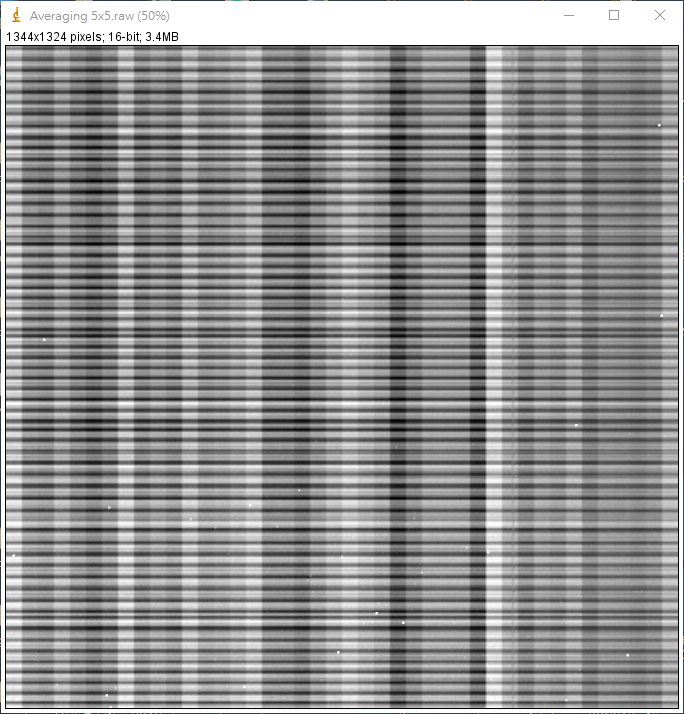 Averaging 5x5.raw (50%)
1344x1324 pixels; 16-bit; 3.4MB